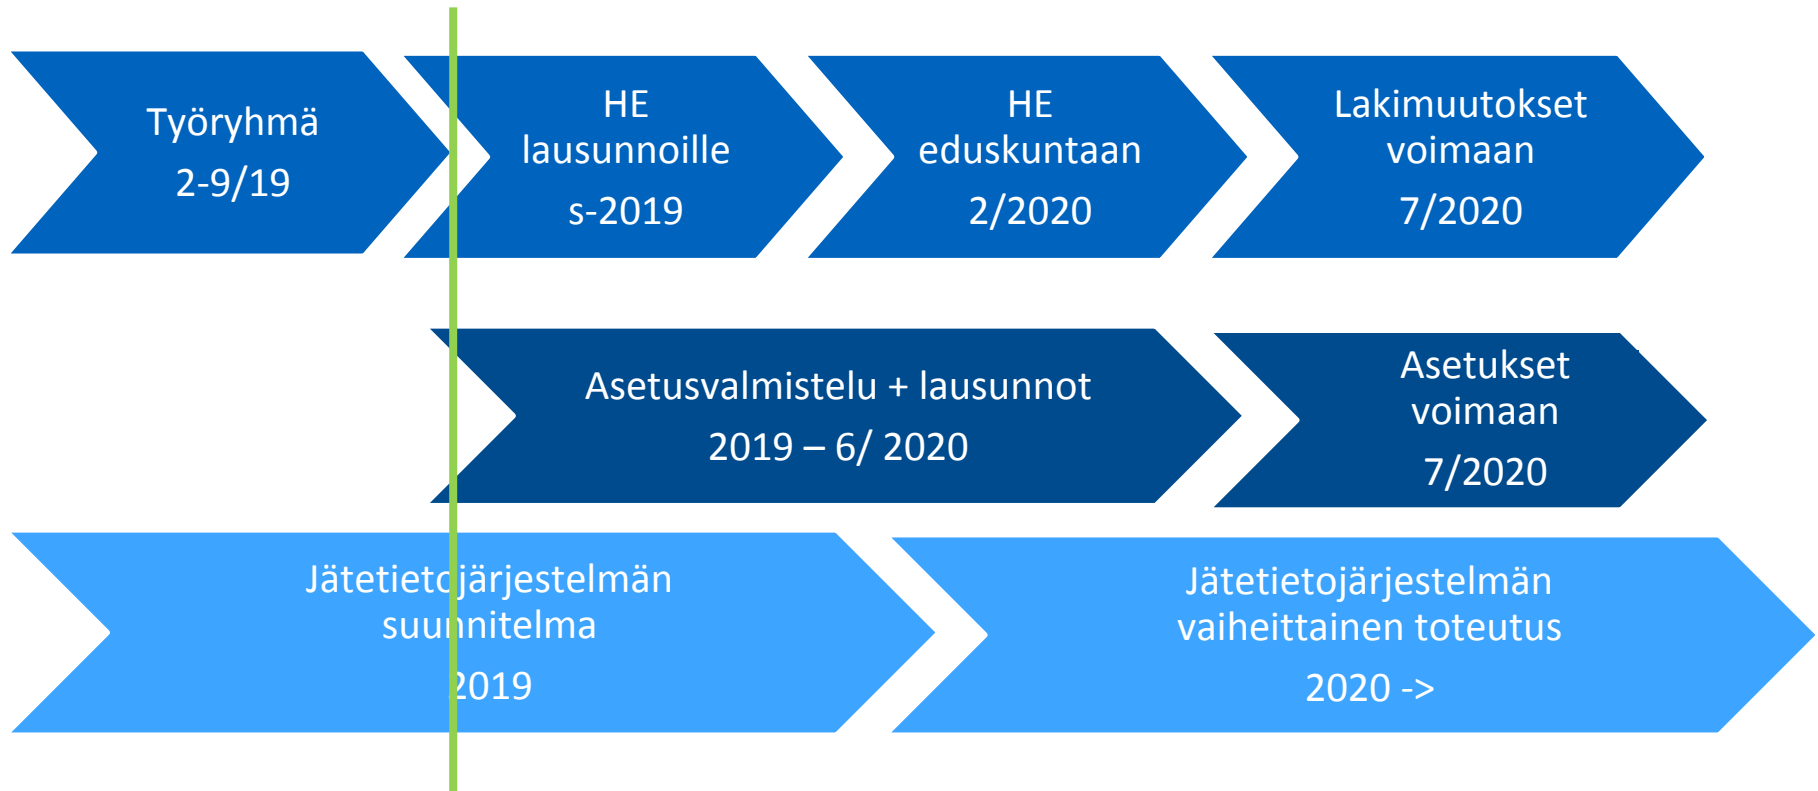 Työryhmä
2-9/19
HE
lausunnoille
s-2019
HE
eduskuntaan
2/2020
Lakimuutokset
voimaan
7/2020
Asetusvalmistelu + lausunnot
2019 – 6/ 2020
Asetukset
voimaan
7/2020
Jätetietojärjestelmän
suunnitelma
2019
Jätetietojärjestelmän
vaiheittainen toteutus
2020 ->